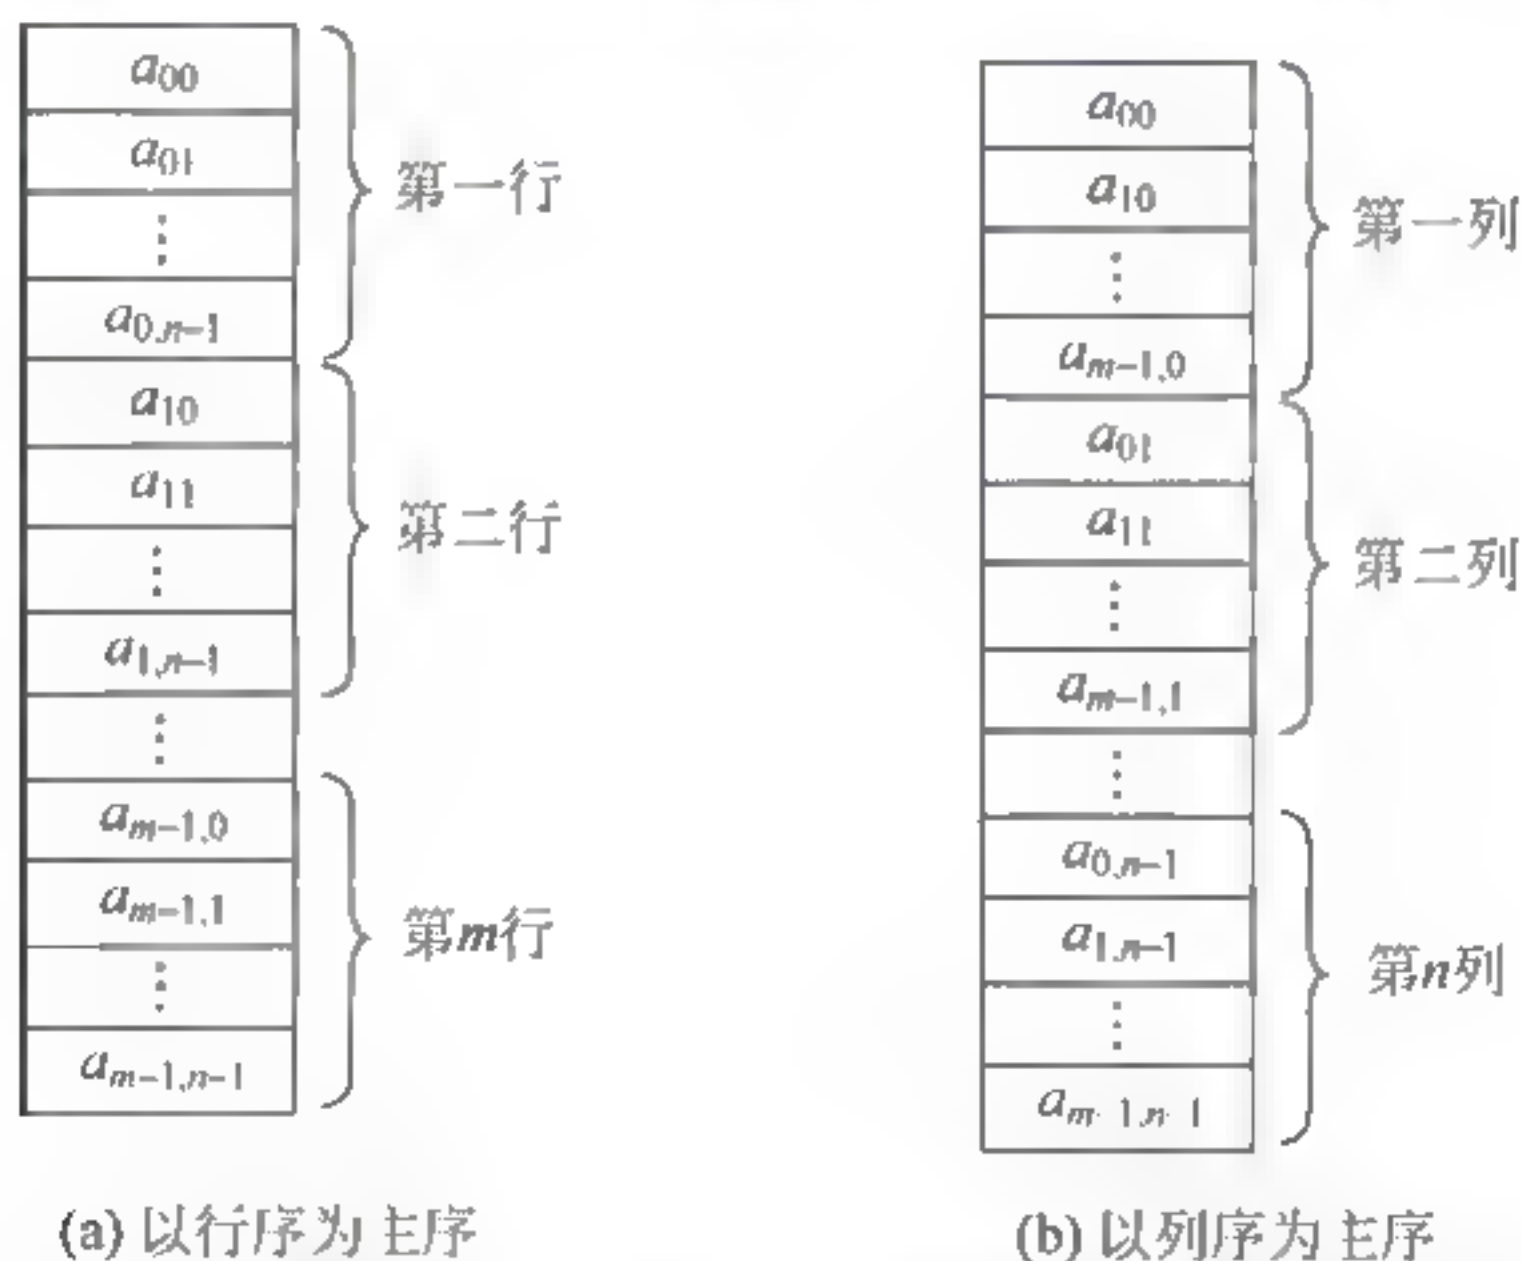 a00
a01
⋮
a0,n−1
a10
a11
⋮
a1,n−1
⋮
am−1,0
am−1,1
⋮
am−1,n−1
第一行
第二行
第m行
(a) 以行序为主序
a00
a10
⋮
am−1,0
a01
a11
⋮
am−1,1
⋮
a0,n−1
a1,n−1
⋮
am−1,n−1
第一列
第二列
第n列
(b) 以列序为主序